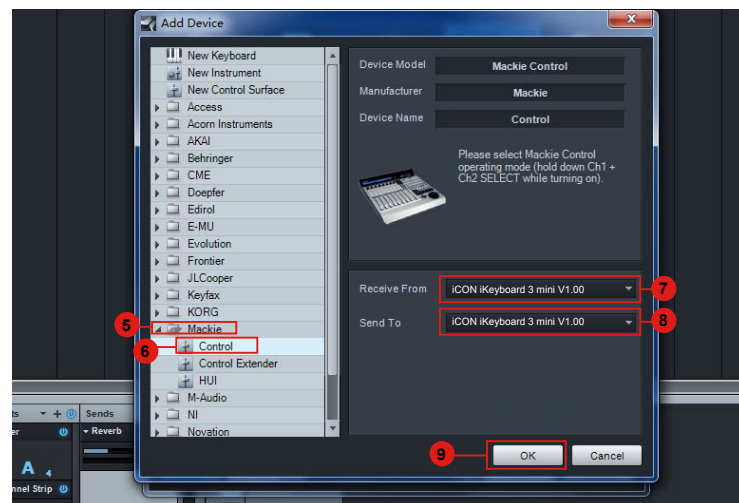 Add Device
New Keyboard
New Instrument
New Control Surface
Access
Acorn Instruments
AKAI
Behringer
CME
Doepfer
Edirol
E-MU
Evolution
Frontier
JLCooper
Keyfax
KORG
5
Mackie
6
Control
Control Extender
HUI
M-Audio
NI
Novation
Device Model
Mackie Control
Manufacturer
Mackie
Device Name
Control
Please select Mackie Control
operating mode (hold down Ch1 +
Ch2 SELECT while turning on).
Receive From
iCON iKeyboard 3 mini V1.00
7
Send To
iCON iKeyboard 3 mini V1.00
8
9
OK
Cancel
Sends
Reverb
A 4
nnel Strip